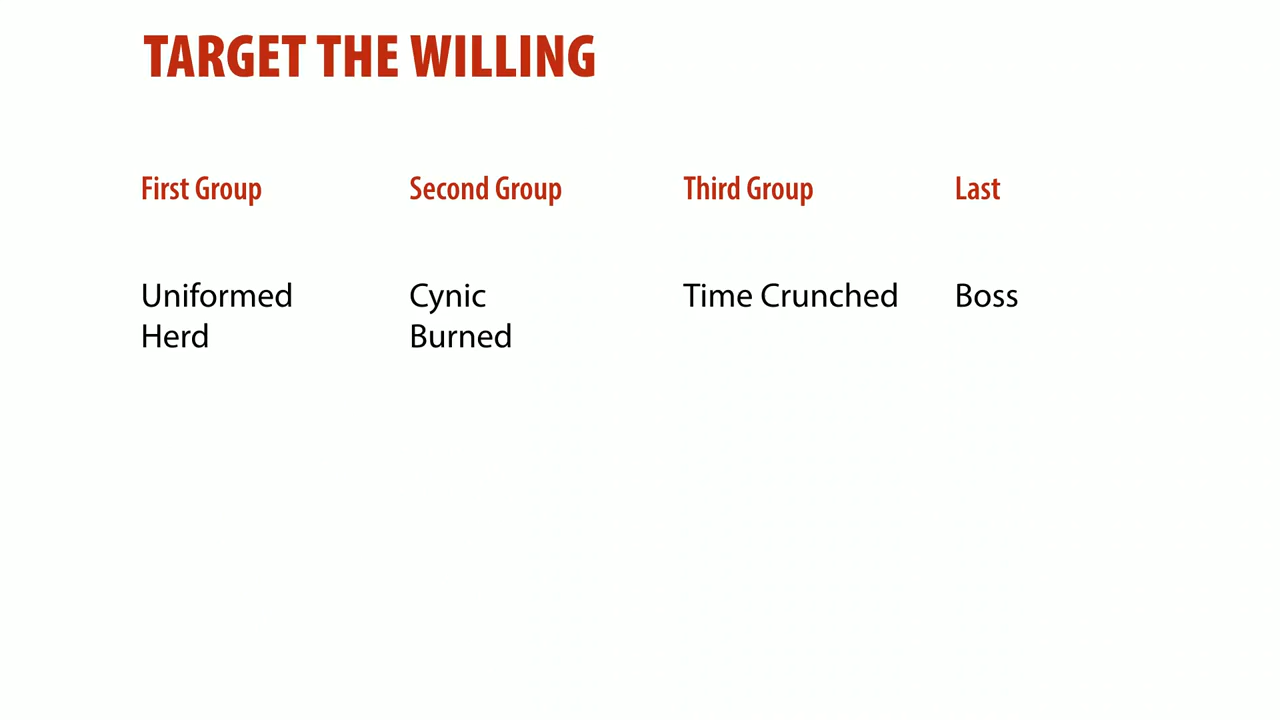 TARGET THE WILLING
First Group
Uniformed
Herd
Second Group
Cynic
Burned
Third Group
Time Crunched
Last
Boss